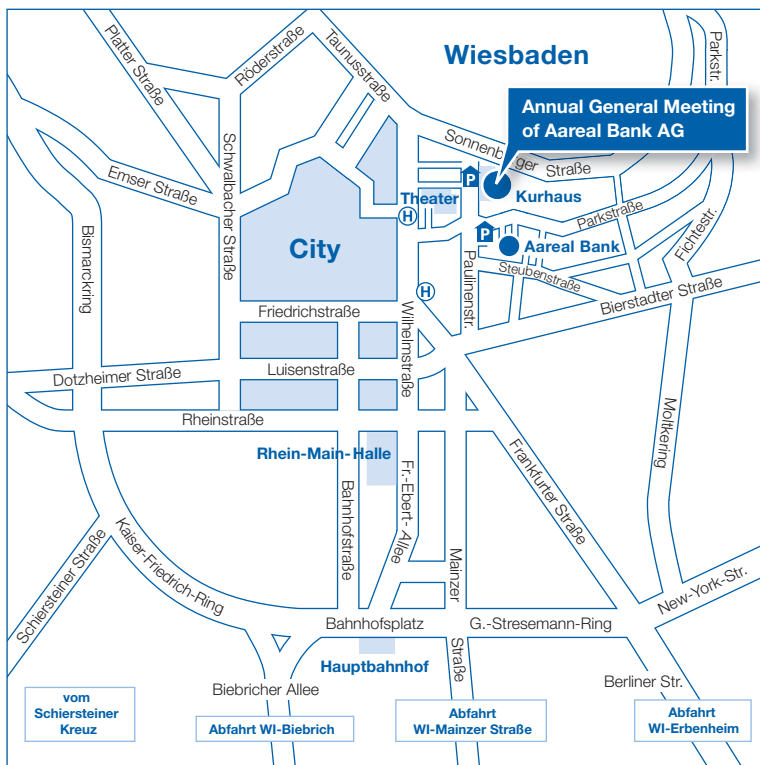 Wiesbaden
Platter Straße
Röderstraße
Taunusstraße
Parkstr.
Annual General Meeting
of Aareal Bank AG
Sonnenberger Straße
Schwalbacher Straße
Emser Straße
P
Theater
Kurhaus
H
Parkstraße
P
Aareal Bank
City
Bismarckring
Fichtestr.
Steubenstraße
Paulinenstr.
H
Bierstadter Straße
Friedrichstraße
Wilhelmstraße
Luisenstraße
Dotzheimer Straße
Rheinstraße
Moltkering
Rhein-Main-Halle
Frankfurter Straße
Fr.-Ebert-Allee
Bahnhofstraße
Kaiser-Friedrich-Ring
Schiersteiner Straße
Mainzer
Straße
New-York-Str.
Bahnhofsplatz
G.-Stresemann-Ring
Hauptbahnhof
Biebricher Allee
Berliner Str.
vom
Schiersteiner
Kreuz
Abfahrt WI-Biebrich
Abfahrt
WI-Mainzer Straße
Abfahrt
WI-Erbenheim